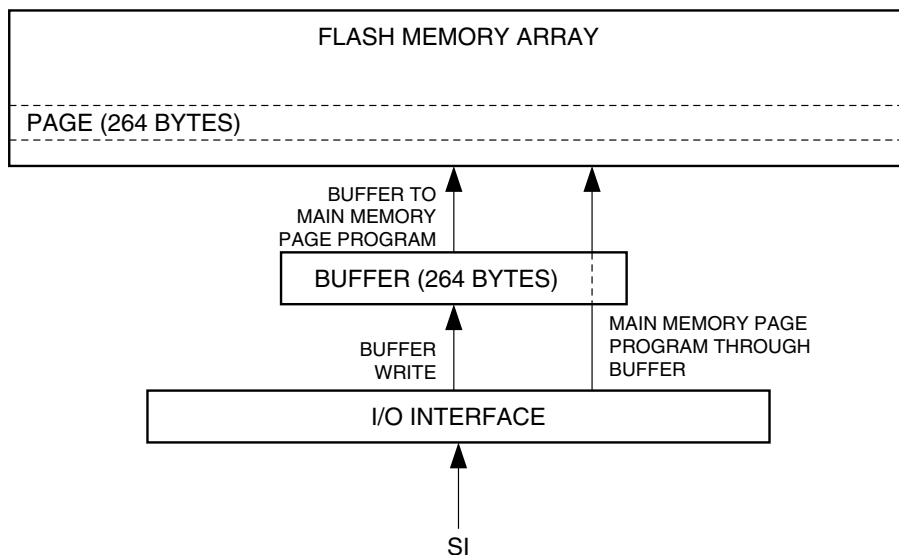 FLASH MEMORY ARRAY
PAGE (264 BYTES)
BUFFER TO
MAIN MEMORY
PAGE PROGRAM
BUFFER (264 BYTES)
MAIN MEMORY PAGE
PROGRAM THROUGH
BUFFER
BUFFER
WRITE
I/O INTERFACE
SI